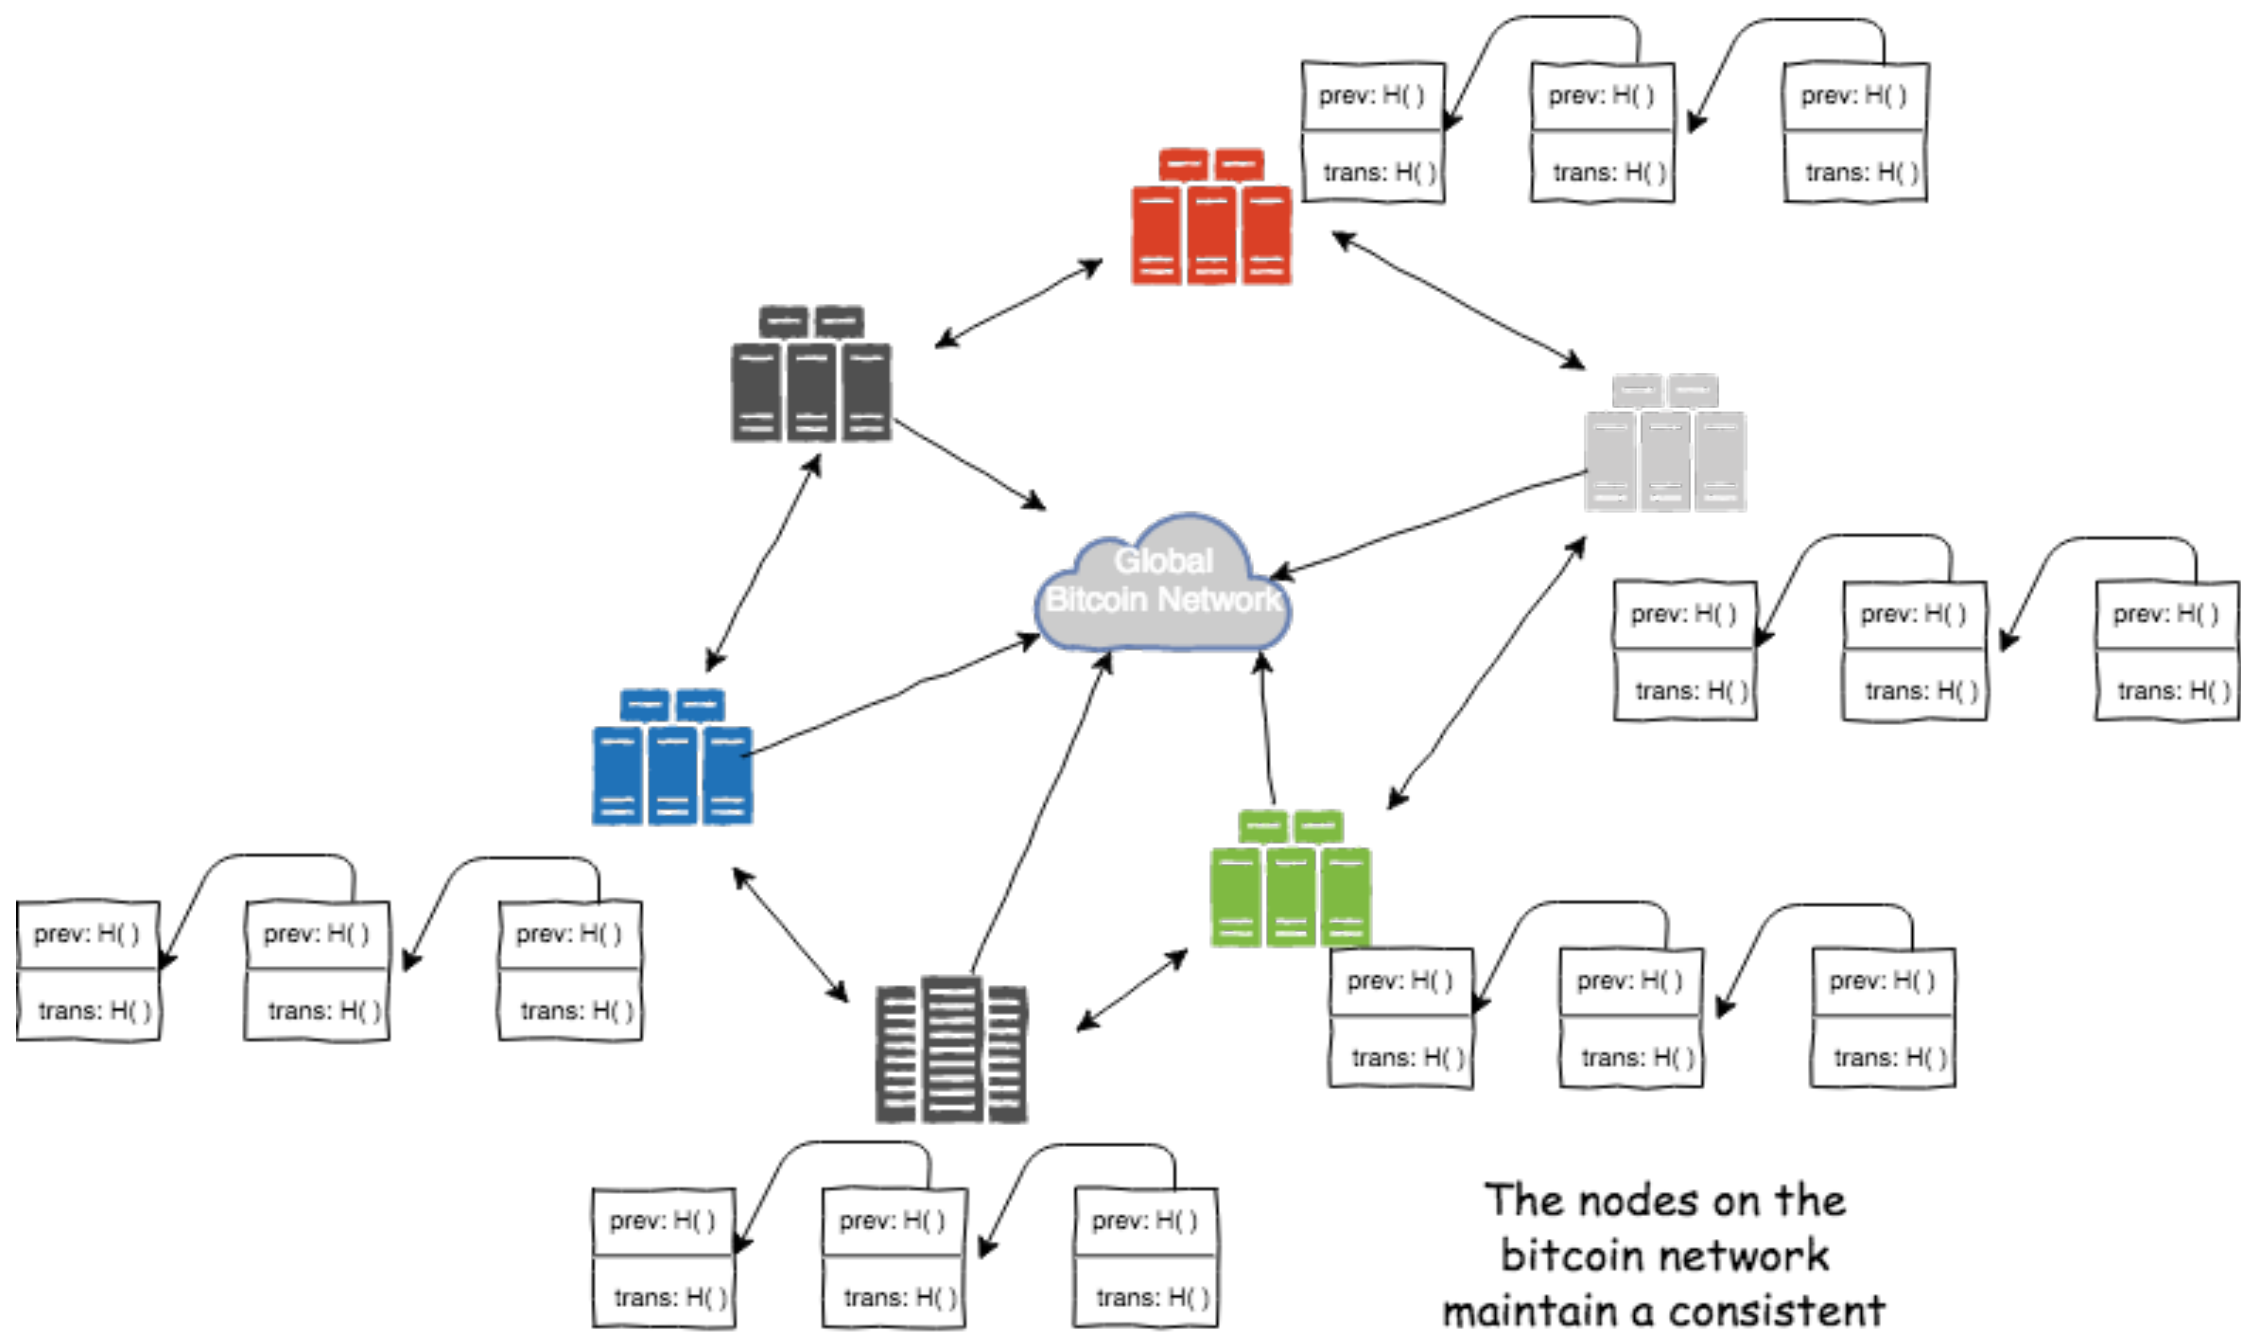 prev: H( )
prev: H( )
prev: H( )
trans: H( )
trans: H( )
trans: H( )
Global
Bitcoin Network
prev: H( )
prev: H( )
prev: H( )
trans: H( )
trans: H( )
trans: H( )
prev: H( )
prev: H( )
prev: H( )
trans: H( )
trans: H( )
trans: H( )
prev: H( )
prev: H( )
prev: H( )
trans: H( )
trans: H( )
trans: H( )
prev: H( )
prev: H( )
prev: H( )
trans: H( )
trans: H( )
trans: H( )
The nodes on the
bitcoin network
maintain a consistent